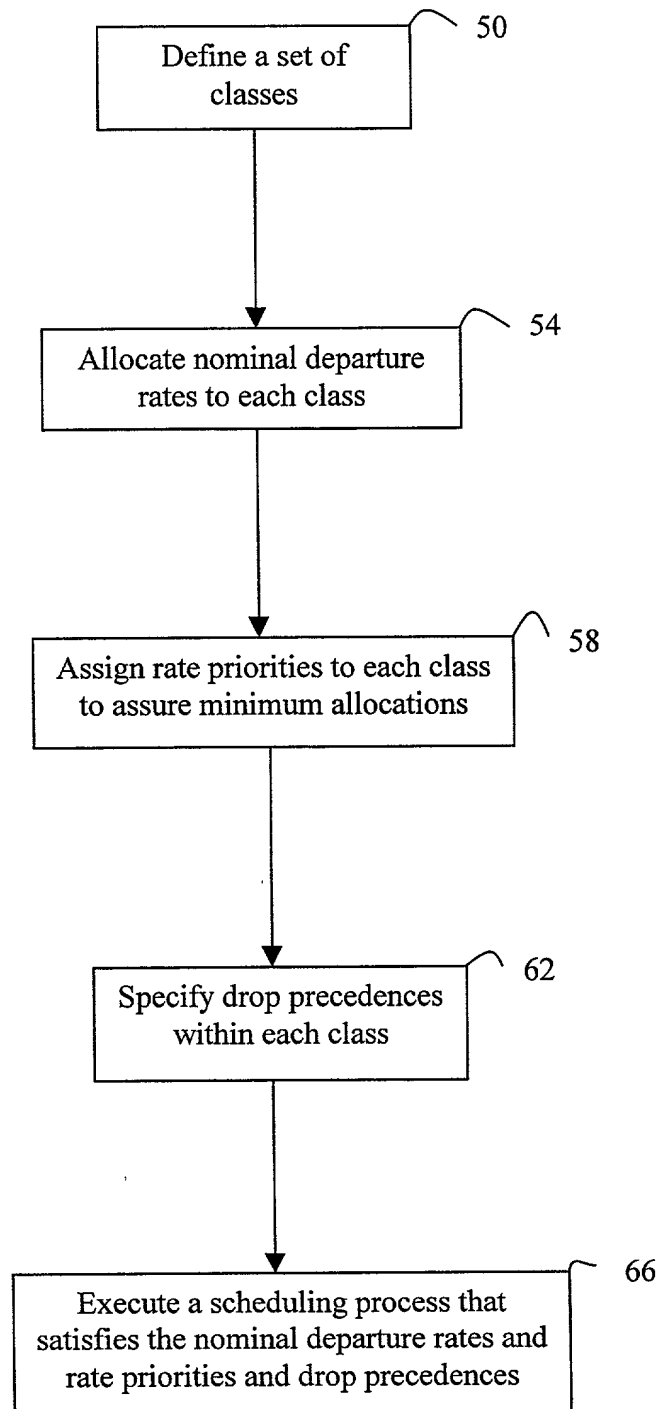 50
Define a set of
classes
54
Allocate nominal departure
rates to each class
58
Assign rate priorities to each class
to assure minimum allocations
62
Specify drop precedences
within each class
66
Execute a scheduling process that
satisfies the nominal departure rates and
rate priorities and drop precedences